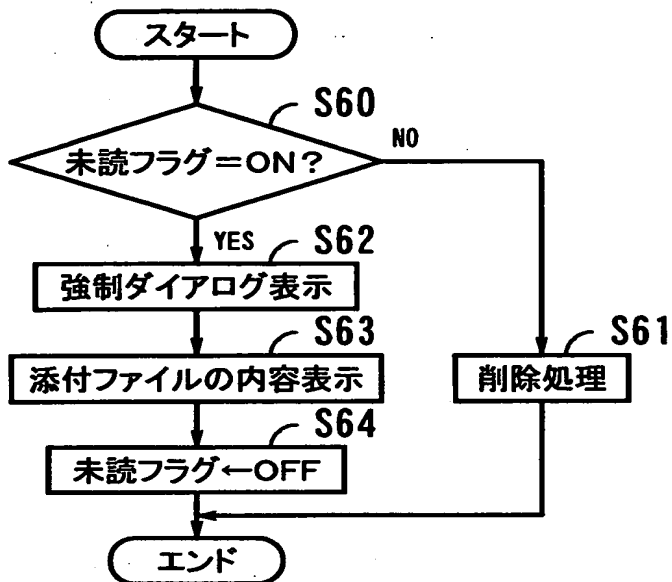 スタート
S60
未読フラグ=ON?
NO
YES
S62
強制ダイアログ表示
S63
S61
添付ファイルの内容表示
削除処理
S64
未読フラグ←OFF
エンド